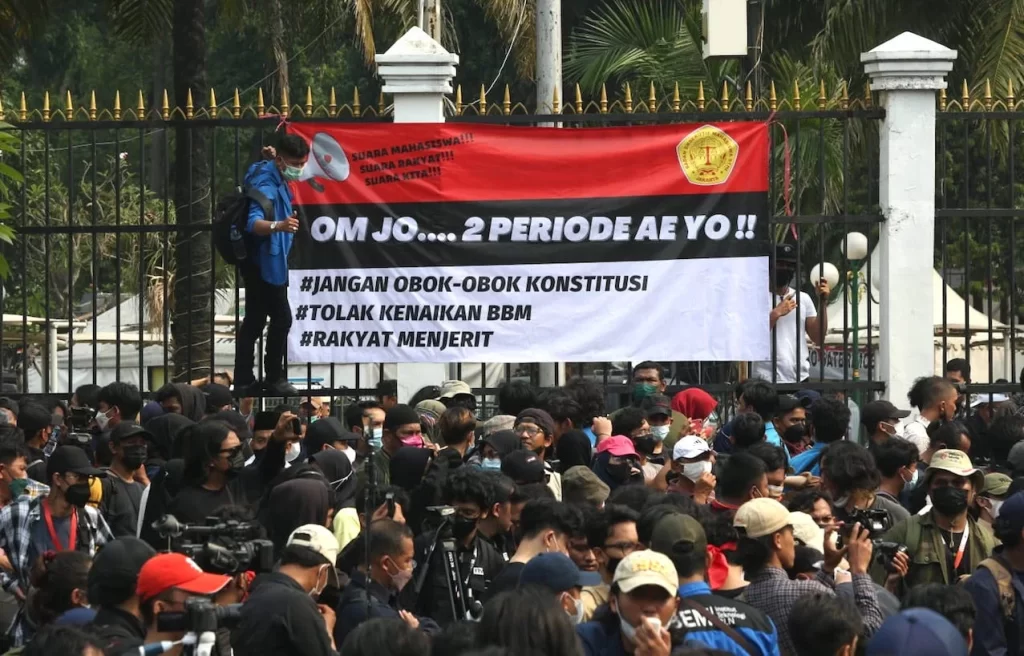 SUARA MAHASISWA!!!
SUARA RAKYAT!!!
SUARA KITA!!!
OM JO.... 2 PERIODE AE YO !!
#JANGAN OBOK-OBOK KONSTITUSI
#TOLAK KENAIKAN BBM
#RAKYAT MENJERIT
BEM